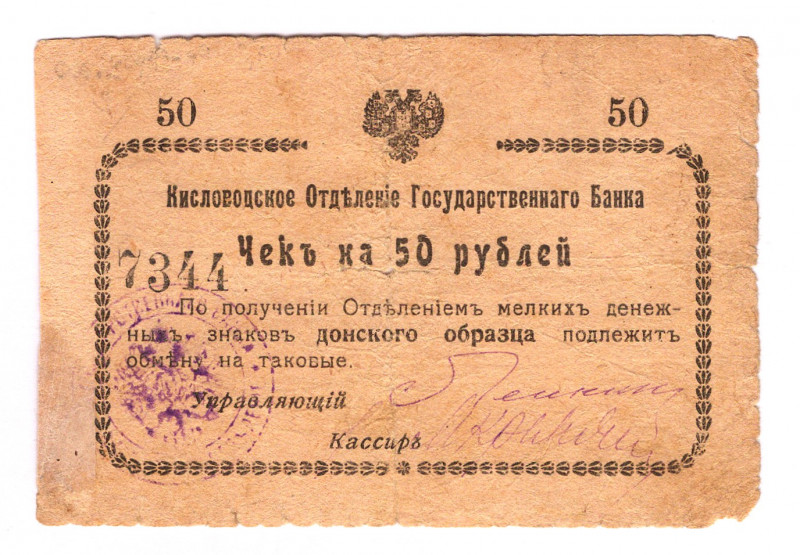 50 50
Кисловодское Отдѣленіе Государственнаго Банка
Чекъ на 50 рублей
7344
По полученіи Отдѣленіемъ мелкихъ денеж-
ныхъ знаковъ донского образца подлежитъ
обмѣну на таковые.
Управляющій
Кассиръ